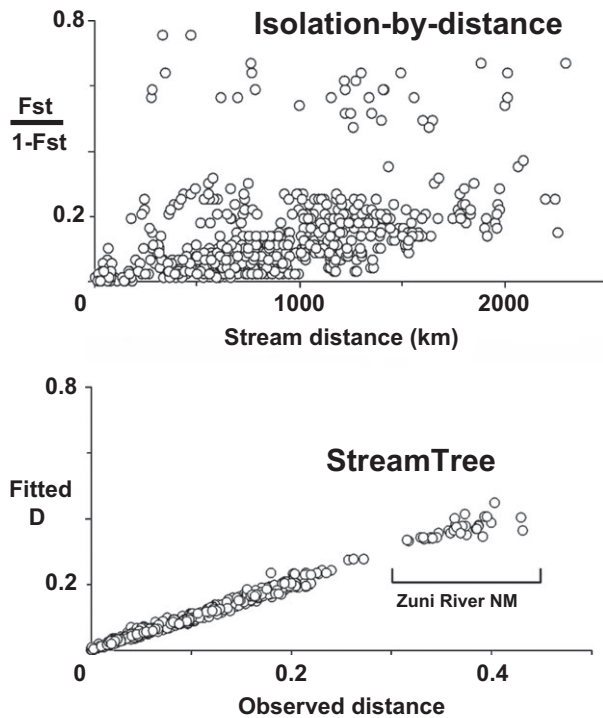 Isolation-by-distance
0.8
Fst
1-Fst
0.2
0
1000
2000
Stream distance (km)
0.8
StreamTree
Fitted
D
0.2
Zuni River NM
0
0.2
0.4
Observed distance